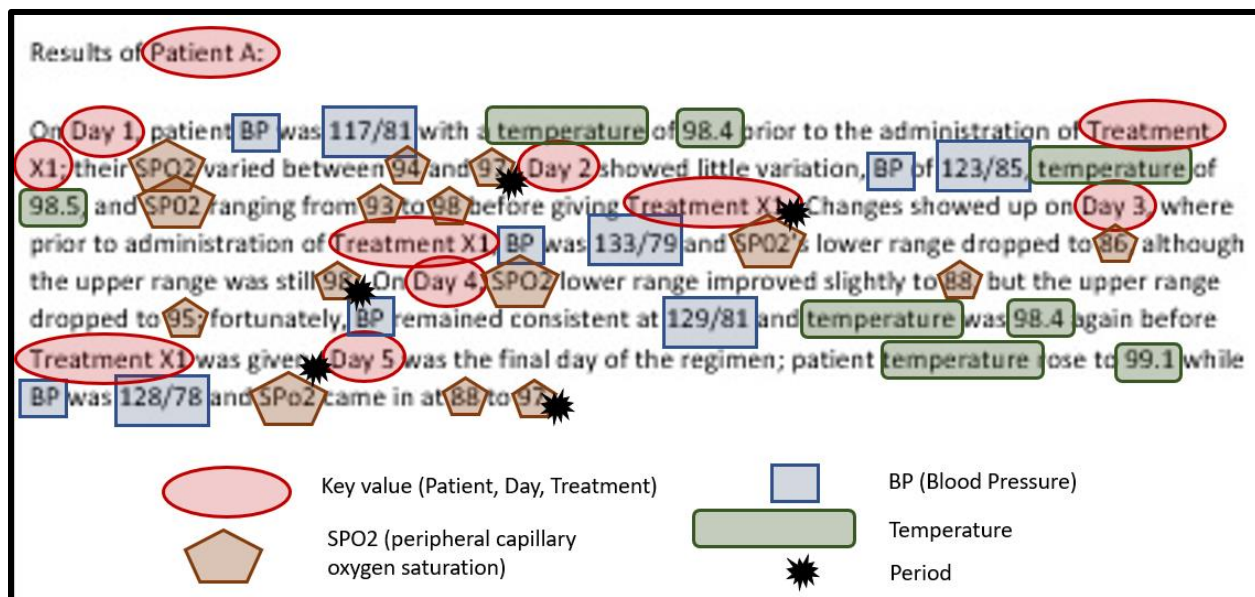 Results of Patient A:
On Day 1, patient BP was 117/81 with a temperature of 98.4 prior to the administration of Treatment
X1; their SPO2 varied between 94 and 97. Day 2 showed little variation, BP of 123/85, temperature of
98.5, and SPO2 ranging from 93 to 98 before giving Treatment X1. Changes showed up on Day 3, where
prior to administration of Treatment X1, BP was 133/79 and SPO2's lower range dropped to 86 although
the upper range was still 98. On Day 4, SPO2 lower range improved slightly to 88, but the upper range
dropped to 95; fortunately, BP remained consistent at 129/81 and temperature was 98.4 again before
Treatment X1 was given. Day 5 was the final day of the regimen; patient temperature rose to 99.1 while
BP was 128/78 and SPo2 came in at 88 to 97.
Key value (Patient, Day, Treatment)
BP (Blood Pressure)
SPO2 (peripheral capillary
oxygen saturation)
Temperature
Period